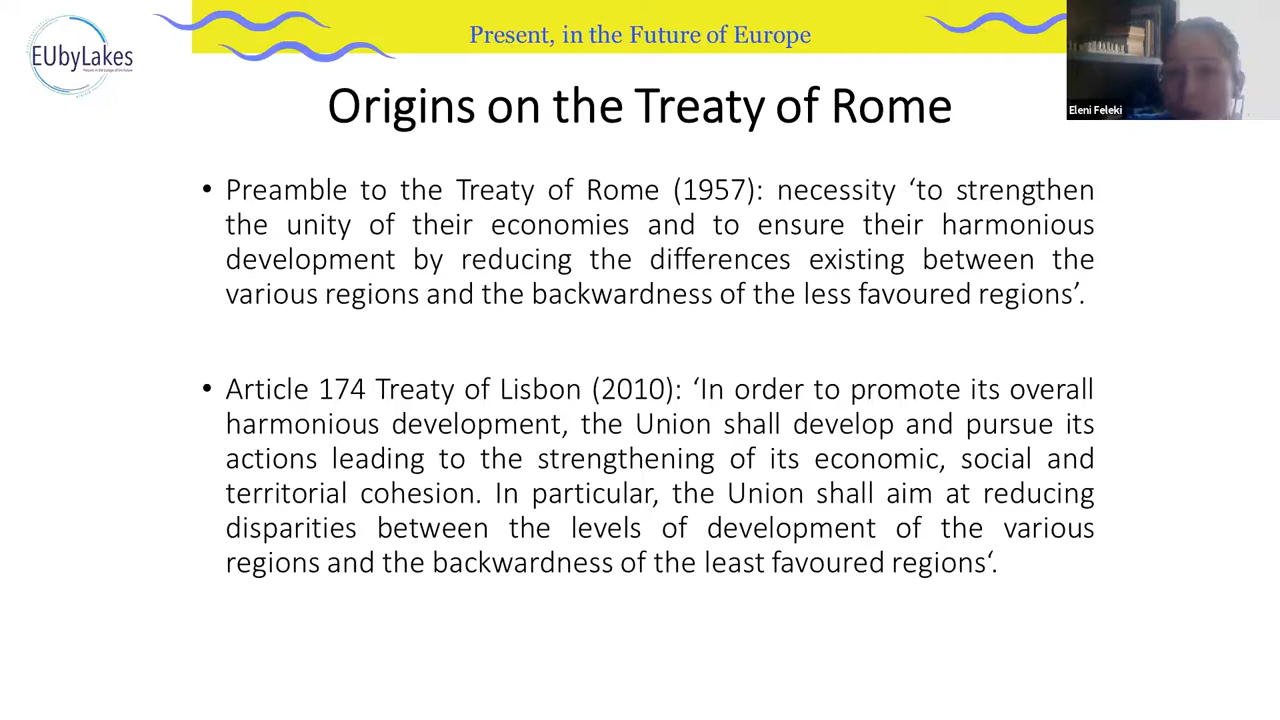 EUbyLakes
Present, in the Future of Europe
Eleni Feleki
Origins on the Treaty of Rome
• Preamble to the Treaty of Rome (1957): necessity ‘to strengthen
the unity of their economies and to ensure their harmonious
development by reducing the differences existing between the
various regions and the backwardness of the less favoured regions’.
• Article 174 Treaty of Lisbon (2010): ‘In order to promote its overall
harmonious development, the Union shall develop and pursue its
actions leading to the strengthening of its economic, social and
territorial cohesion. In particular, the Union shall aim at reducing
disparities between the levels of development of the various
regions and the backwardness of the least favoured regions‘.